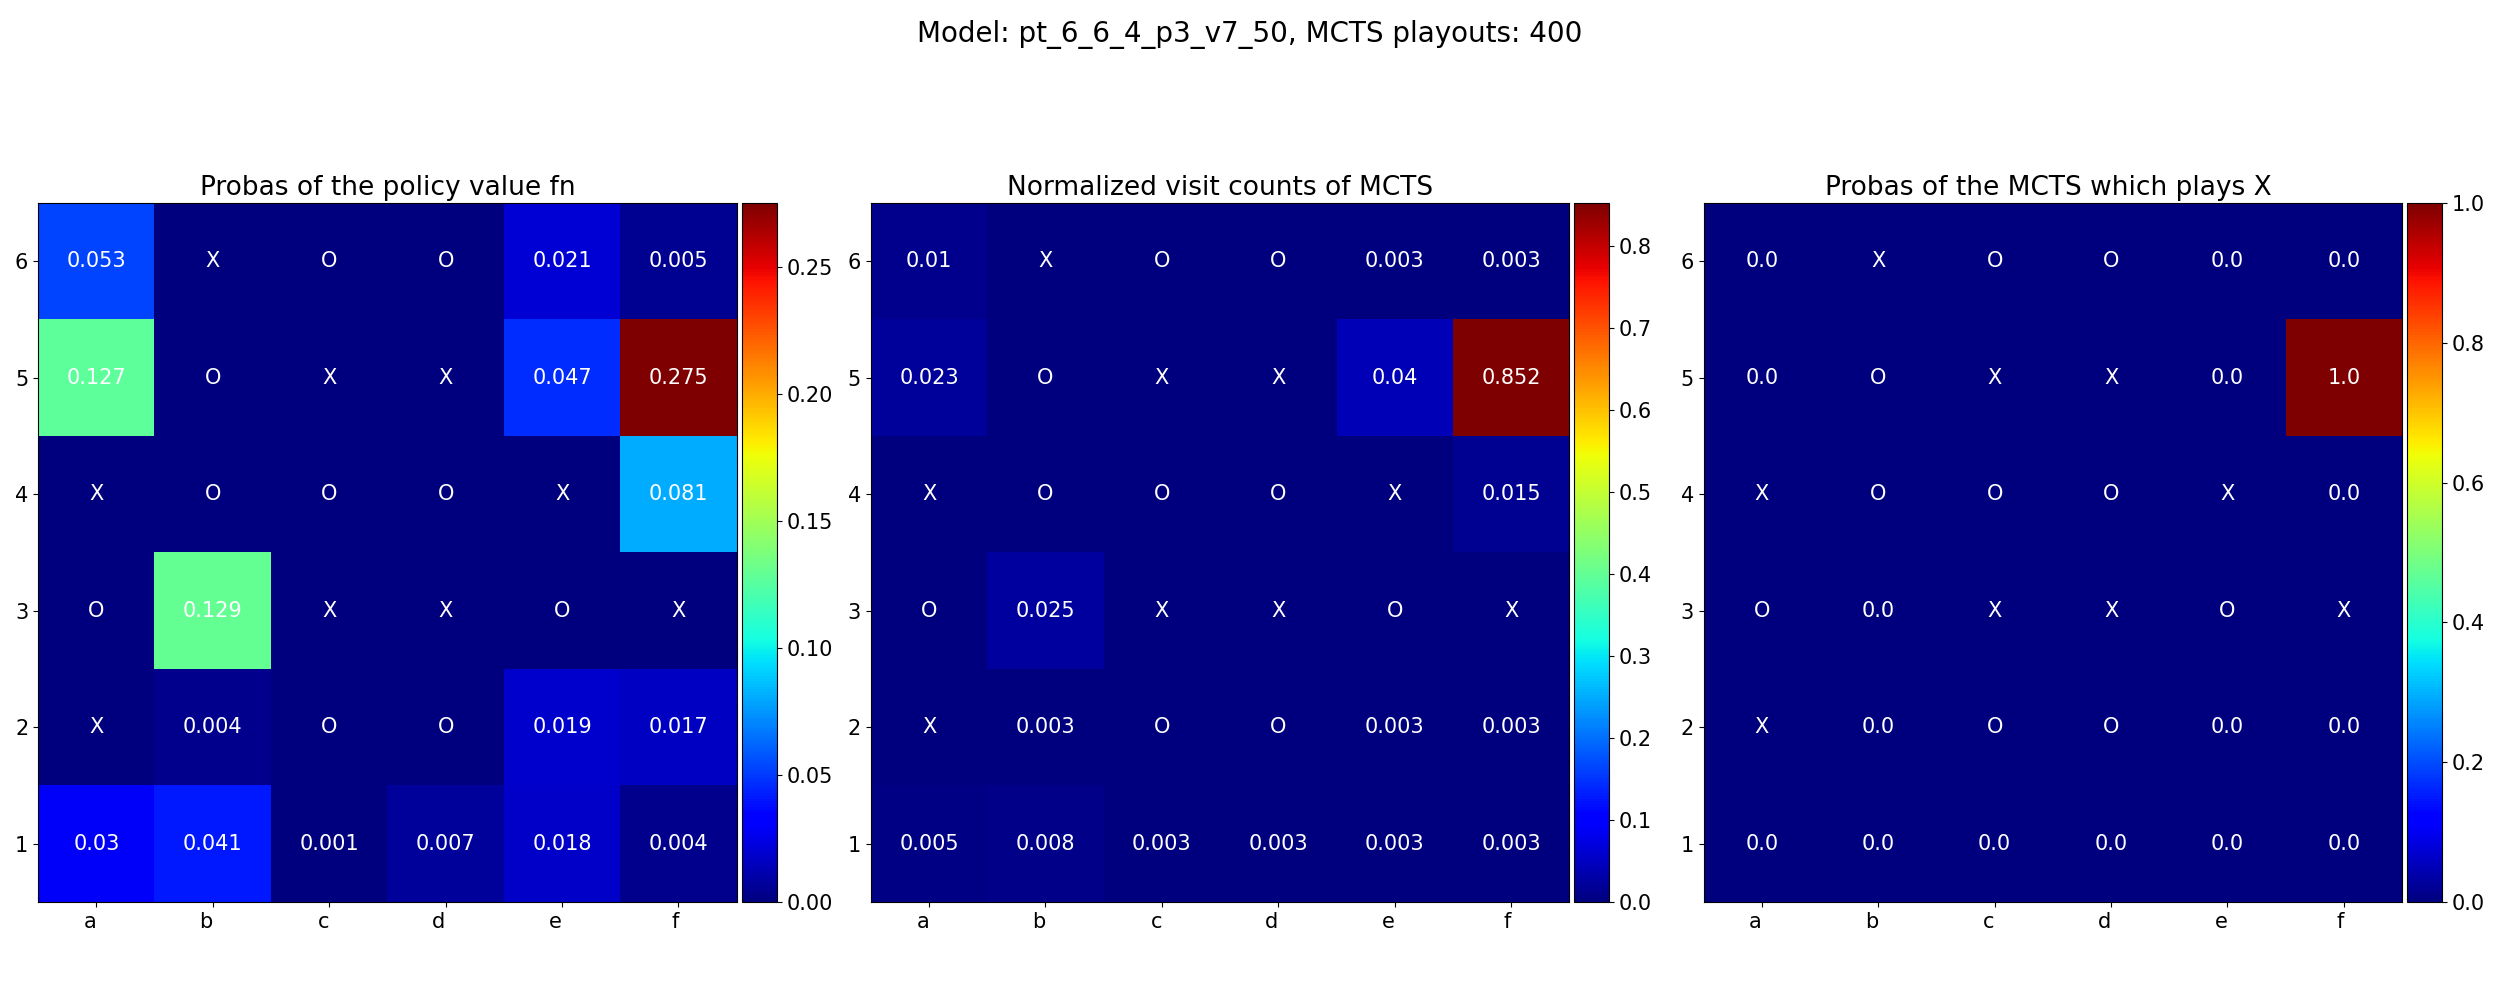 Model: pt_6_6_4_p3_v7_50, MCTS playouts: 400
Probas of the policy value fn
6 0.053 X O O 0.021 0.005
5 0.127 O X X 0.047 0.275
4 X O O O X 0.081
3 O 0.129 X X O X
2 X 0.004 O O 0.019 0.017
1 0.03 0.041 0.001 0.007 0.018 0.004
a b c d e f
0.25
0.20
0.15
0.10
0.05
0.00
Normalized visit counts of MCTS
6 0.01 X O O 0.003 0.003
5 0.023 O X X 0.04 0.852
4 X O O O X 0.015
3 O 0.025 X X O X
2 X 0.003 O O 0.003 0.003
1 0.005 0.008 0.003 0.003 0.003 0.003
a b c d e f
0.8
0.7
0.6
0.5
0.4
0.3
0.2
0.1
0.0
Probas of the MCTS which plays X
6 0.0 X O O 0.0 0.0
5 0.0 O X X 0.0 1.0
4 X O O O X 0.0
3 O 0.0 X X O X
2 X 0.0 O O 0.0 0.0
1 0.0 0.0 0.0 0.0 0.0 0.0
a b c d e f
1.0
0.8
0.6
0.4
0.2
0.0